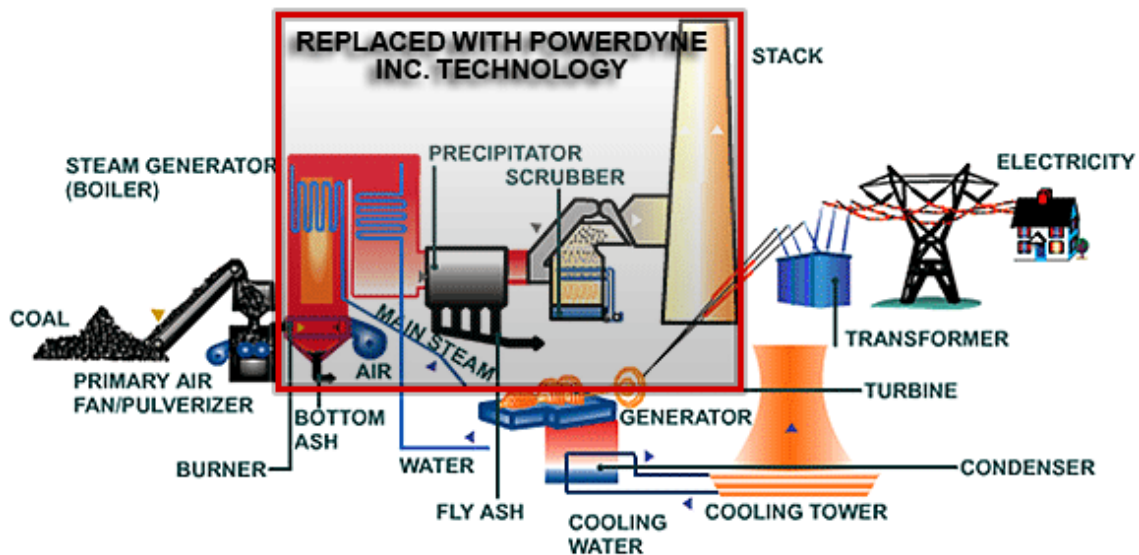 REPLACED WITH POWERDYNE
INC. TECHNOLOGY
STACK
STEAM GENERATOR
(BOILER)
PRECIPITATOR
SCRUBBER
ELECTRICITY
COAL
PRIMARY AIR
FAN/PULVERIZER
MAIN STEAM
AIR
TRANSFORMER
BOTTOM
ASH
GENERATOR
TURBINE
BURNER
WATER
CONDENSER
FLY ASH
COOLING
WATER
COOLING TOWER